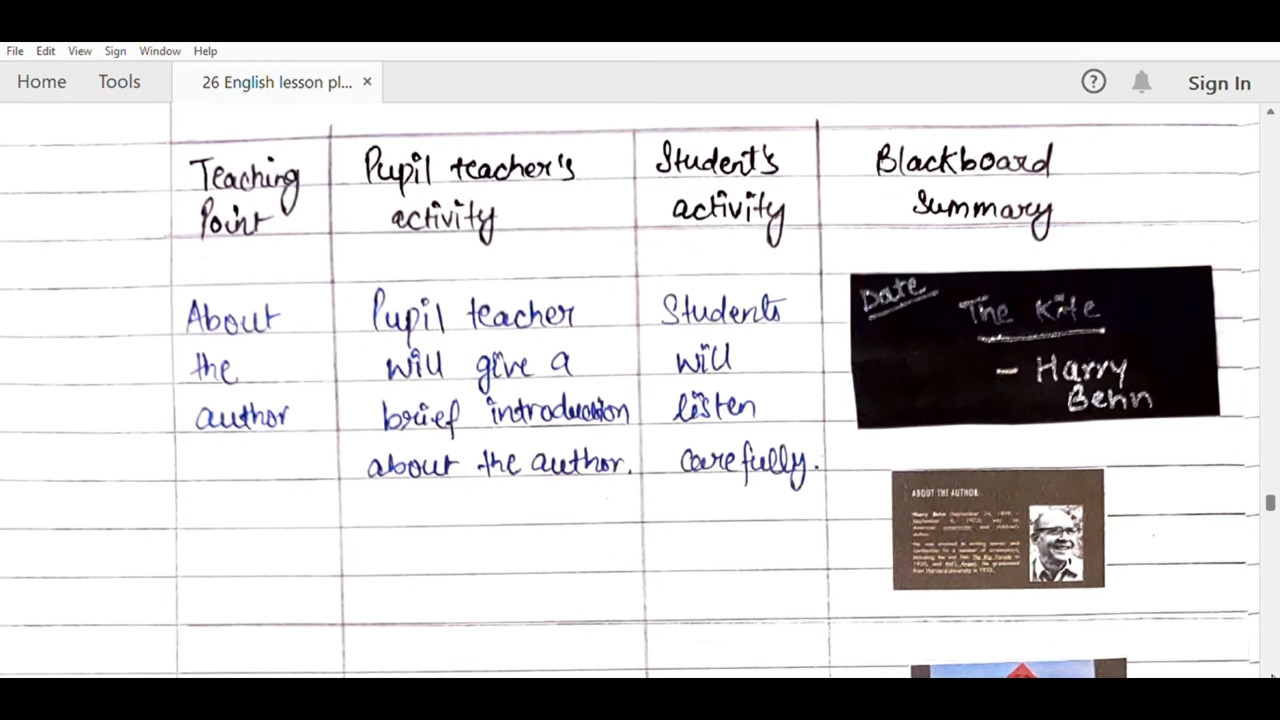 File Edit View Sign Window Help
Home Tools 26 English lesson pl... × ? Sign In
Teaching
Point
Pupil teacher's
activity
Student's
activity
Blackboard
Summary
About
the
author
Pupil teacher
will give a
brief introduction
about the author.
Students
will
listen
carefully.
Date
The Kite
- Harry
Behn
ABOUT THE AUTHOR